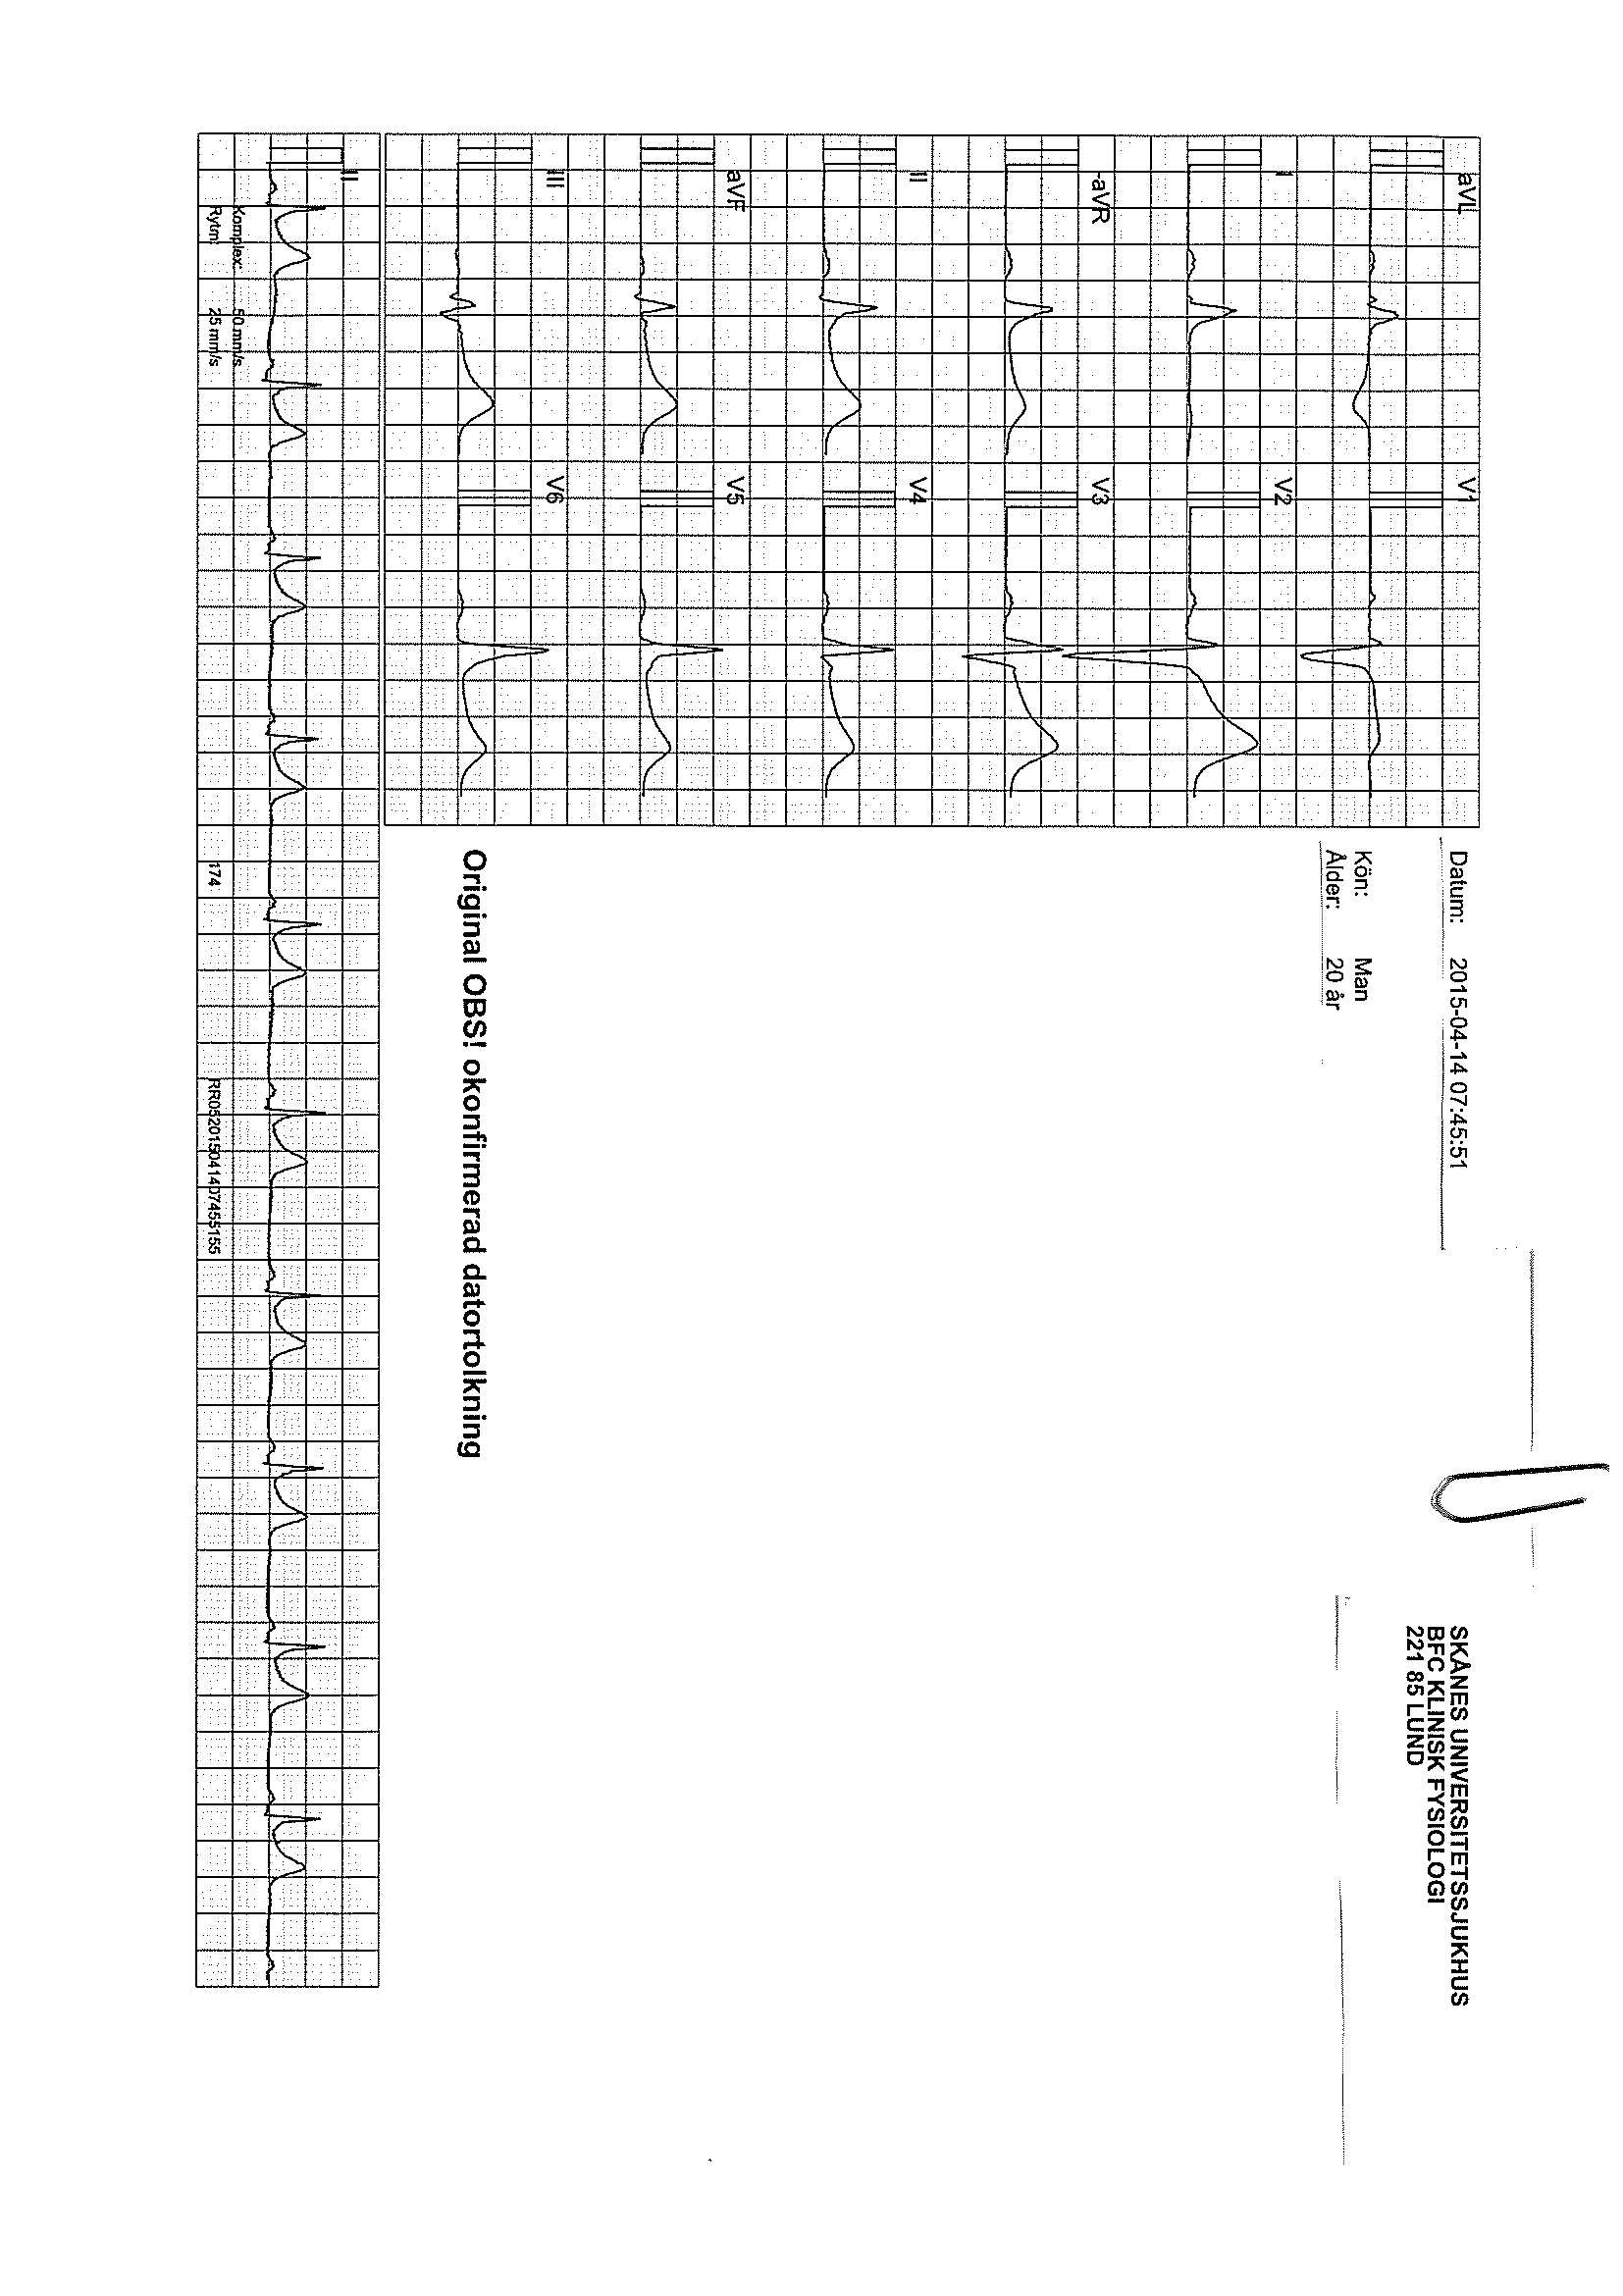 Datum: 2015-04-14 07:45:51
Kön: Man
Ålder: 20 år
SKÅNES UNIVERSITETSSJUKHUS
BFC KLINISK FYSIOLOGI
221 85 LUND
aVL
V1
I
V2
-aVR
V3
II
V4
aVF
V5
III
V6
Original OBS! okonfirmerad datortolkning
II
Komplex: 50 mm/s
Rytm: 25 mm/s
174
RR052015041407455155